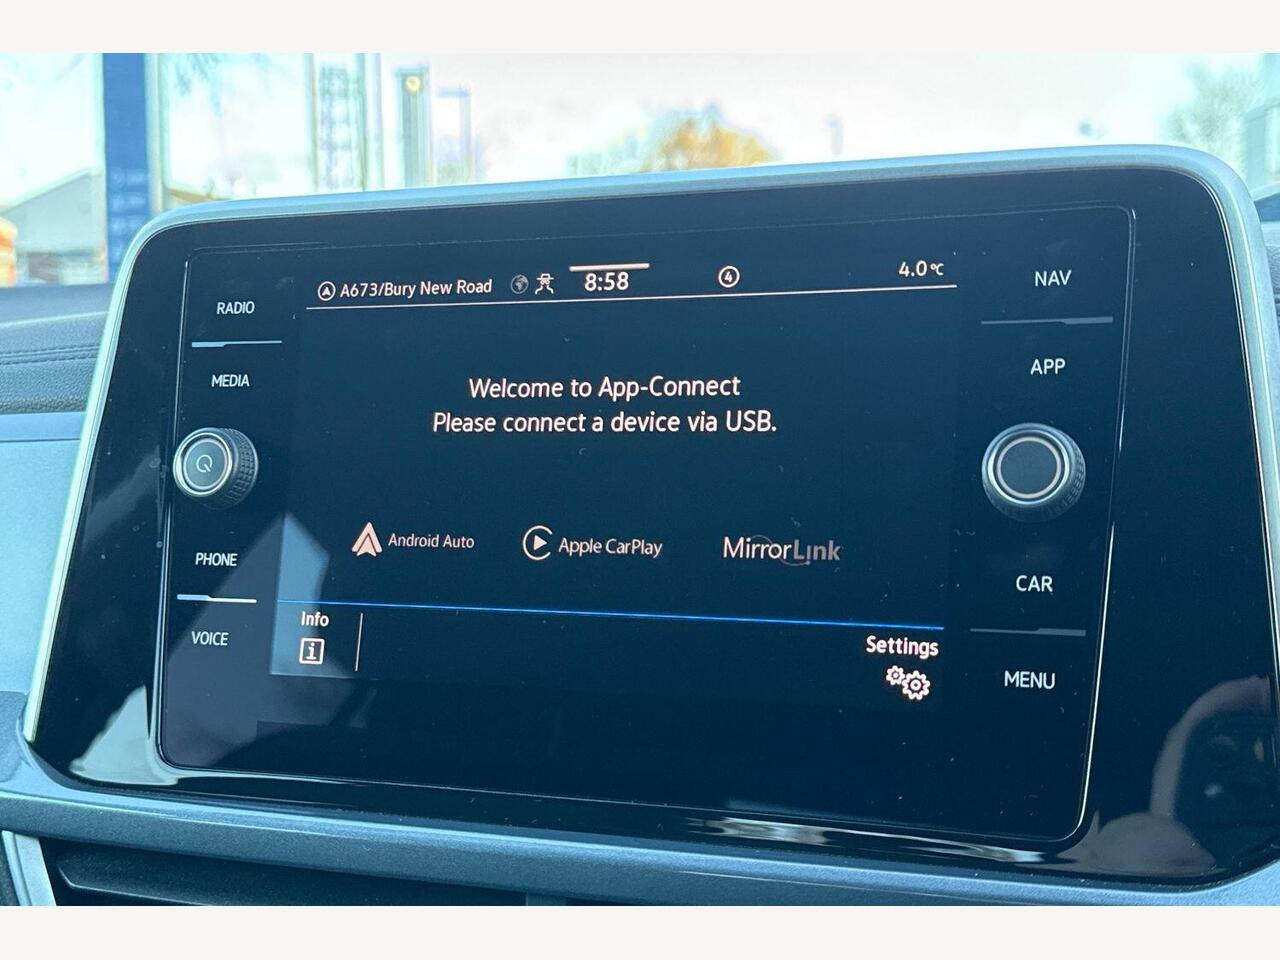 A673/Bury New Road 8:58 4 4.0°C
RADIO
MEDIA
PHONE
VOICE
Welcome to App-Connect
Please connect a device via USB.
Android Auto Apple CarPlay MirrorLink
Info
i
Settings
NAV
APP
CAR
MENU